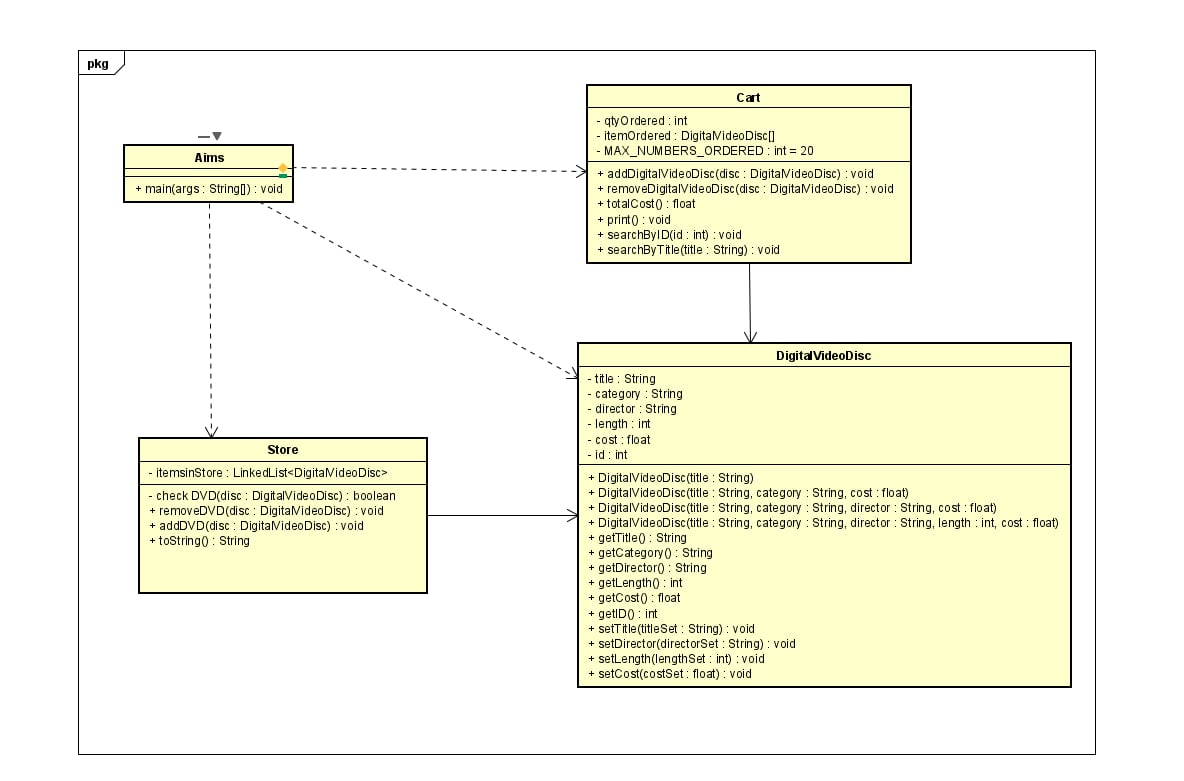 pkg
Cart
- qtyOrdered : int
- itemOrdered : DigitalVideoDisc[]
- MAX_NUMBERS_ORDERED : int = 20
+ addDigitalVideoDisc(disc : DigitalVideoDisc) : void
+ removeDigitalVideoDisc(disc : DigitalVideoDisc) : void
+ totalCost() : float
+ print() : void
+ searchByID(id : int) : void
+ searchByTitle(title : String) : void
Aims
+ main(args : String[]) : void
DigitalVideoDisc
- title : String
- category : String
- director : String
- length : int
- cost : float
- id : int
+ DigitalVideoDisc(title : String)
+ DigitalVideoDisc(title : String, category : String, cost : float)
+ DigitalVideoDisc(title : String, category : String, director : String, cost : float)
+ DigitalVideoDisc(title : String, category : String, director : String, length : int, cost : float)
+ getTitle() : String
+ getCategory() : String
+ getDirector() : String
+ getLength() : int
+ getCost() : float
+ getID() : int
+ setTitle(titleSet : String) : void
+ setDirector(directorSet : String) : void
+ setLength(lengthSet : int) : void
+ setCost(costSet : float) : void
Store
- itemsinStore : LinkedList<DigitalVideoDisc>
- check DVD(disc : DigitalVideoDisc) : boolean
+ removeDVD(disc : DigitalVideoDisc) : void
+ addDVD(disc : DigitalVideoDisc) : void
+ toString() : String